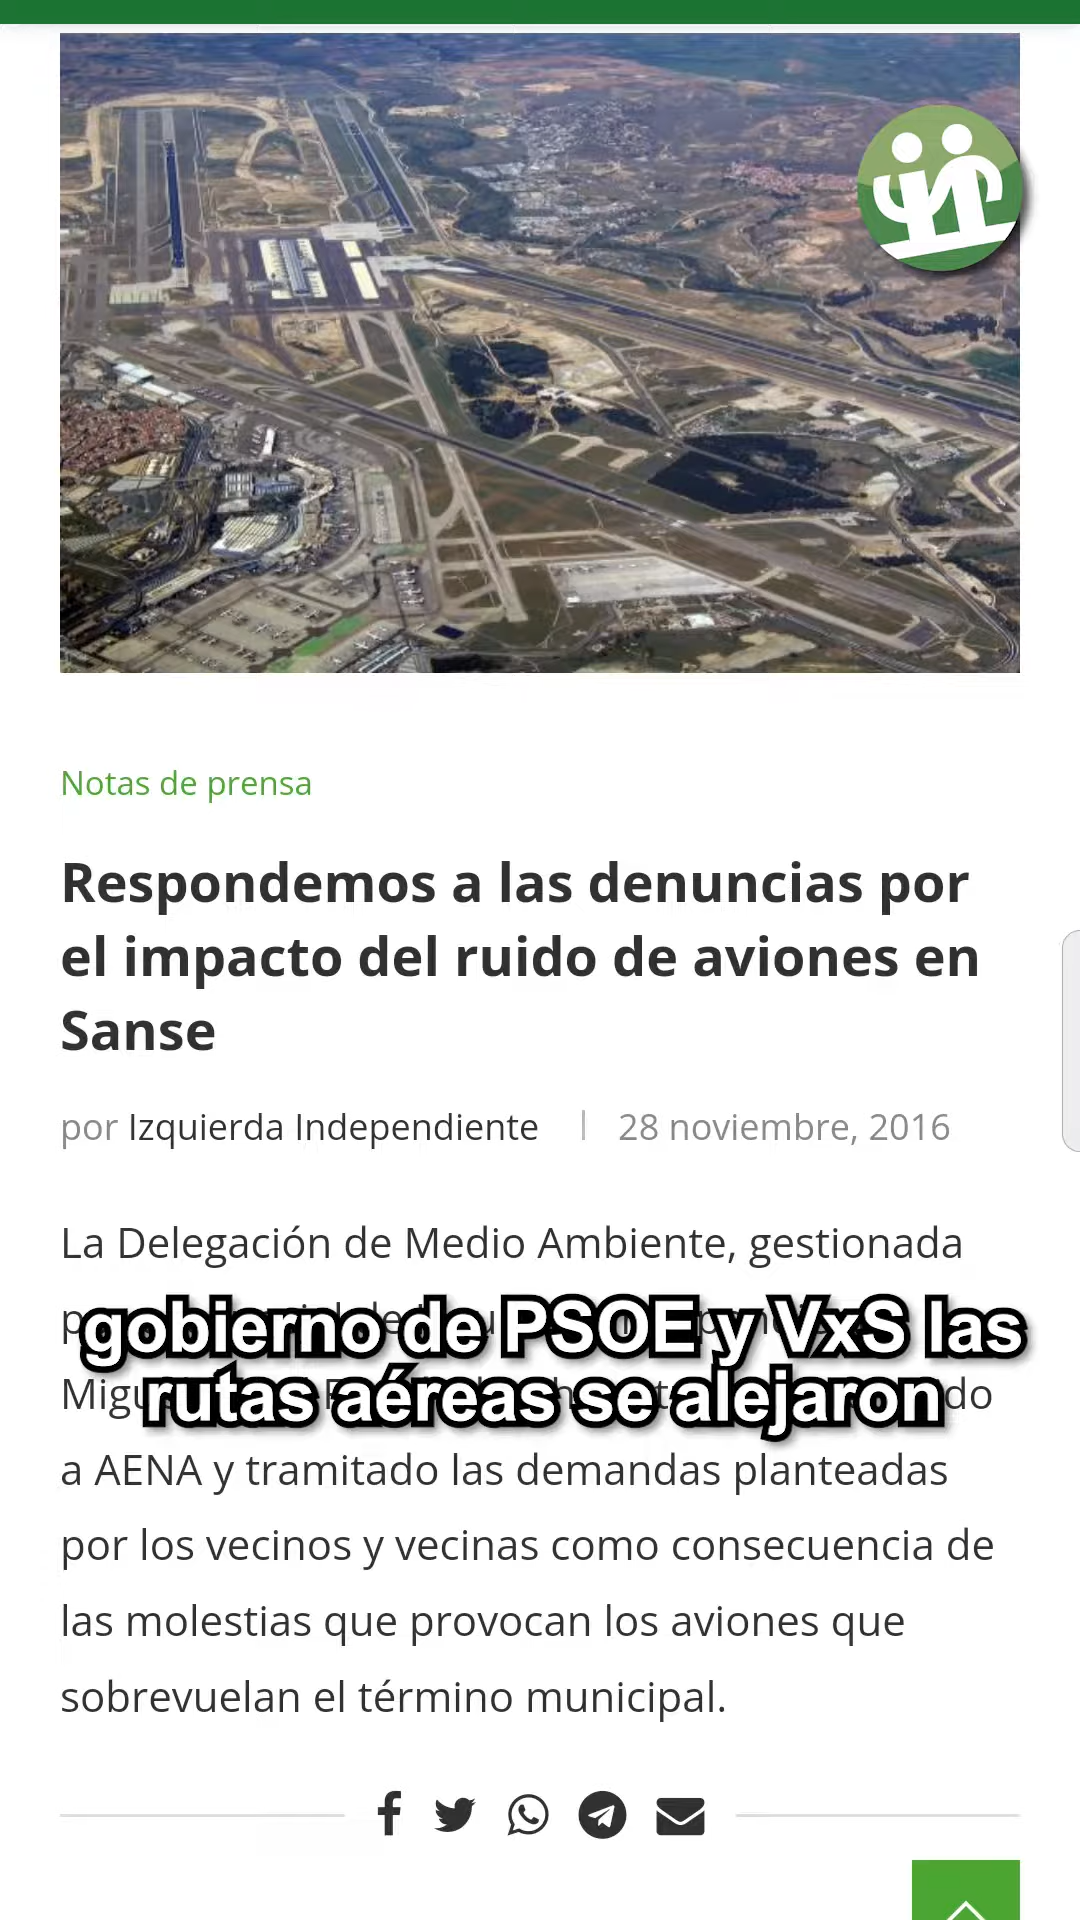 Notas de prensa
Respondemos a las denuncias por
el impacto del ruido de aviones en
Sanse
por Izquierda Independiente | 28 noviembre, 2016
La Delegación de Medio Ambiente, gestionada
gobierno de PSOE y VxS las
rutas aéreas se alejaron
a AENA y tramitado las demandas planteadas
por los vecinos y vecinas como consecuencia de
las molestias que provocan los aviones que
sobrevuelan el término municipal.